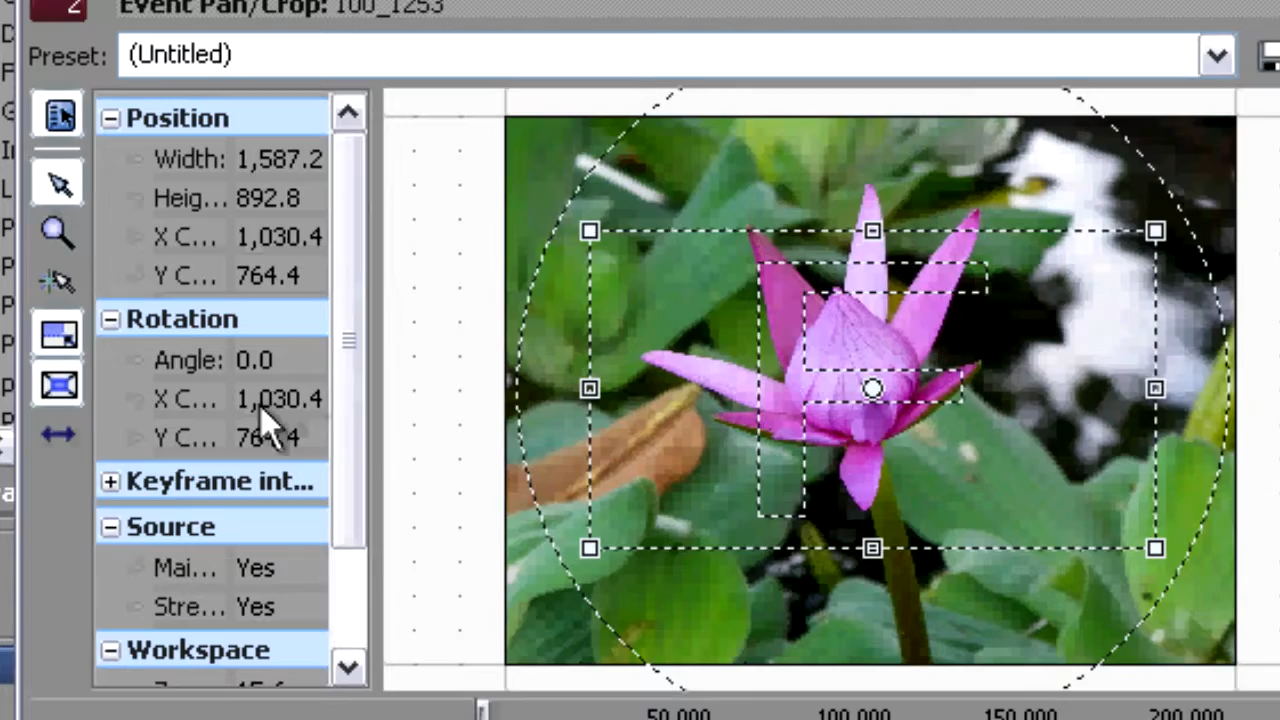 2 Event Pan/Crop: 100_1253
Preset: (Untitled)
Position
Width: 1,587.2
Heig... 892.8
X C... 1,030.4
Y C... 764.4
Rotation
Angle: 0.0
X C... 1,030.4
Y C...
Keyframe int...
Source
Mai... Yes
Stre... Yes
Workspace
50,000 100,000 150,000 200,000